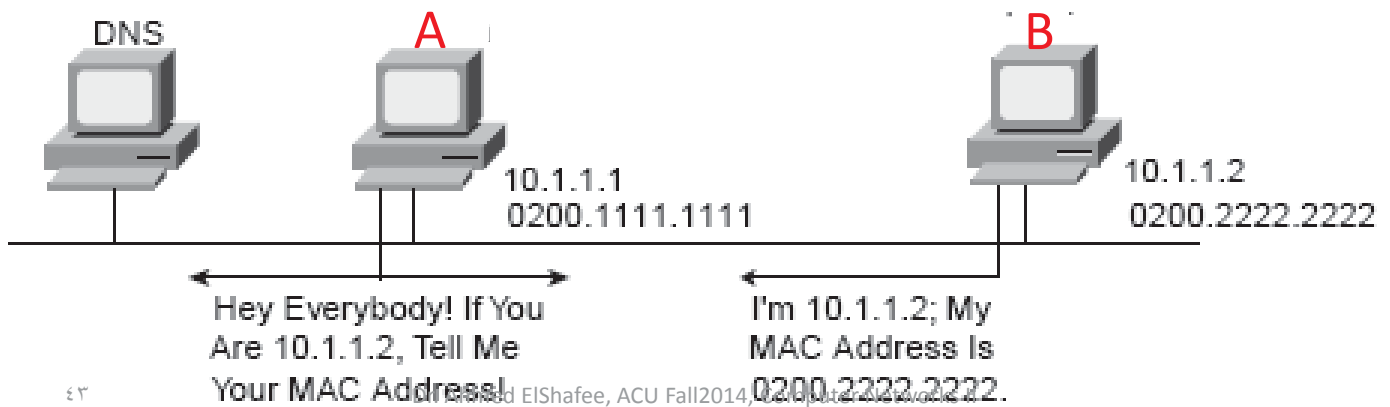 DNS
A
B
10.1.1.1
0200.1111.1111
10.1.1.2
0200.2222.2222
Hey Everybody! If You
Are 10.1.1.2, Tell Me
Your MAC Address!
I'm 10.1.1.2; My
MAC Address Is
0200.2222.2222.
٤٣
ElShafee, ACU Fall2014,